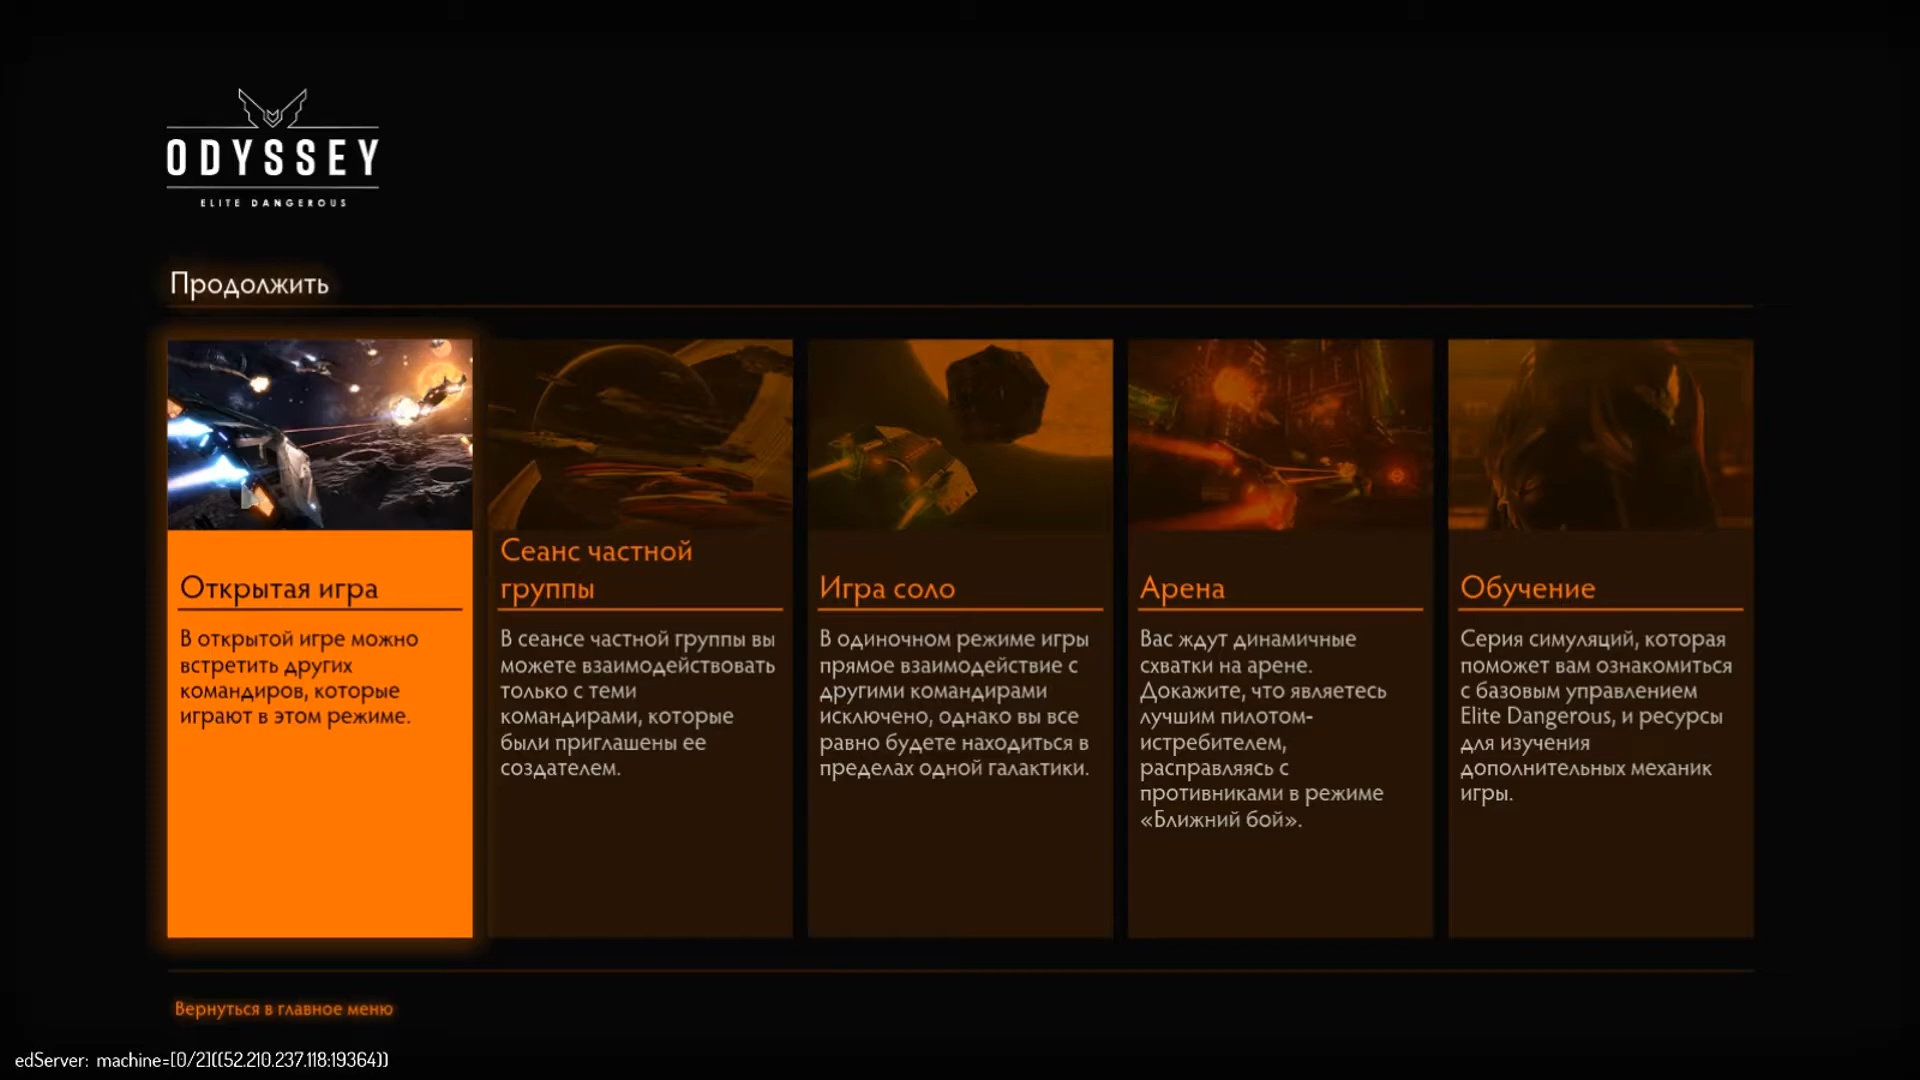 ODYSSEY
ELITE DANGEROUS
Продолжить
Открытая игра
В открытой игре можно
встретить других
командиров, которые
играют в этом режиме.
Сеанс частной
группы
В сеансе частной группы вы
можете взаимодействовать
только с теми
командирами, которые
были приглашены ее
создателем.
Игра соло
В одиночном режиме игры
прямое взаимодействие с
другими командирами
исключено, однако вы все
равно будете находиться в
пределах одной галактики.
Арена
Вас ждут динамичные
схватки на арене.
Докажите, что являетесь
лучшим пилотом-
истребителем,
расправляясь с
противниками в режиме
«Ближний бой».
Обучение
Серия симуляций, которая
поможет вам ознакомиться
с базовым управлением
Elite Dangerous, и ресурсы
для изучения
дополнительных механик
игры.
Вернуться в главное меню
edServer: machine=[0/2]((52.210.237.118:19364))